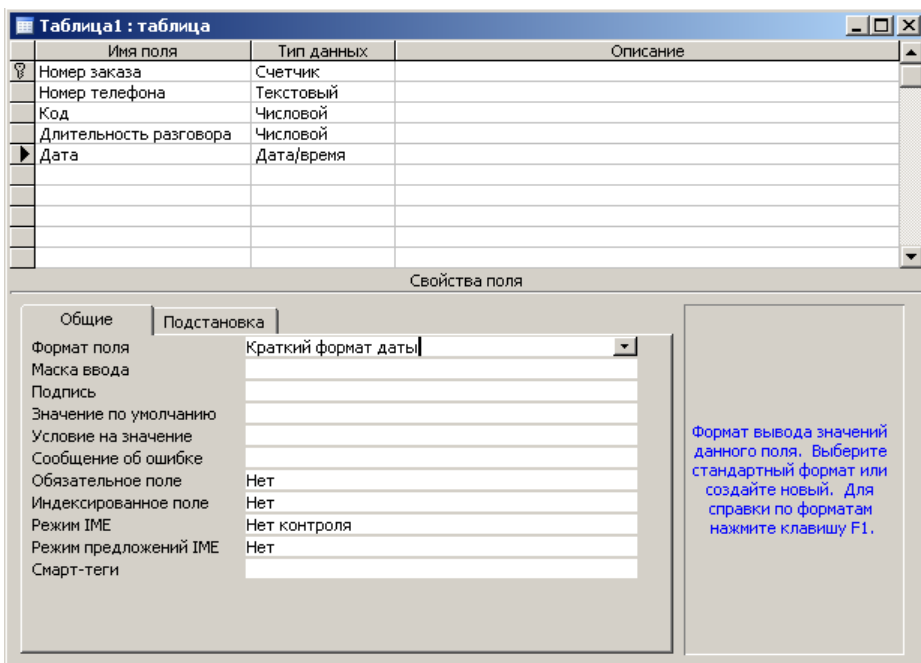 Таблица1 : таблица
Имя поля Тип данных Описание
Номер заказа Счетчик
Номер телефона Текстовый
Код Числовой
Длительность разговора Числовой
Дата Дата/время
Свойства поля
Общие Подстановка
Формат поля Краткий формат даты
Маска ввода
Подпись
Значение по умолчанию
Условие на значение
Сообщение об ошибке
Обязательное поле Нет
Индексированное поле Нет
Режим IME Нет контроля
Режим предложений IME Нет
Смарт-теги
Формат вывода значений
данного поля. Выберите
стандартный формат или
создайте новый. Для
справки по форматам
нажмите клавишу F1.